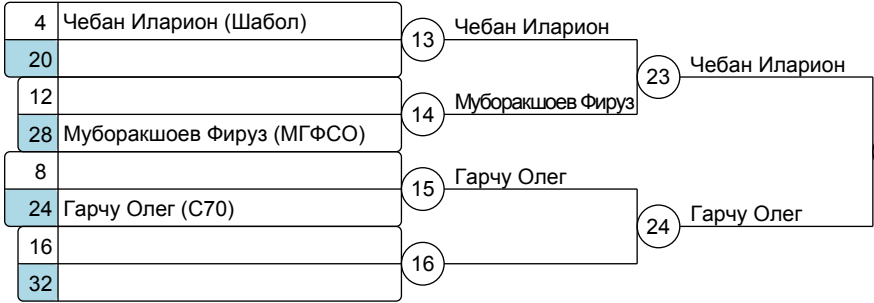 4 Чебан Иларион (Шабол)
20
13
Чебан Иларион
12
28 Муборакшоев Фируз (МГФСО)
14
Муборакшоев Фируз
23
Чебан Иларион
8
24 Гарчу Олег (С70)
15
Гарчу Олег
16
32
16
24
Гарчу Олег